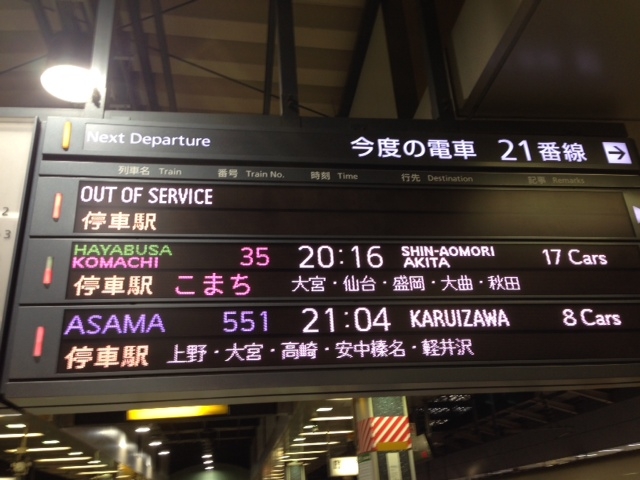 Next Departure 今度の電車 21番線
列車名 Train 番号 Train No. 時刻 Time 行先 Destination 記事 Remarks
OUT OF SERVICE
停車駅
HAYABUSA 35 20:16 SHIN-AOMORI 17 Cars
KOMACHI AKITA
停車駅 こまち 大宮・仙台・盛岡・大曲・秋田
ASAMA 551 21:04 KARUIZAWA 8 Cars
停車駅 上野・大宮・高崎・安中榛名・軽井沢
2
3